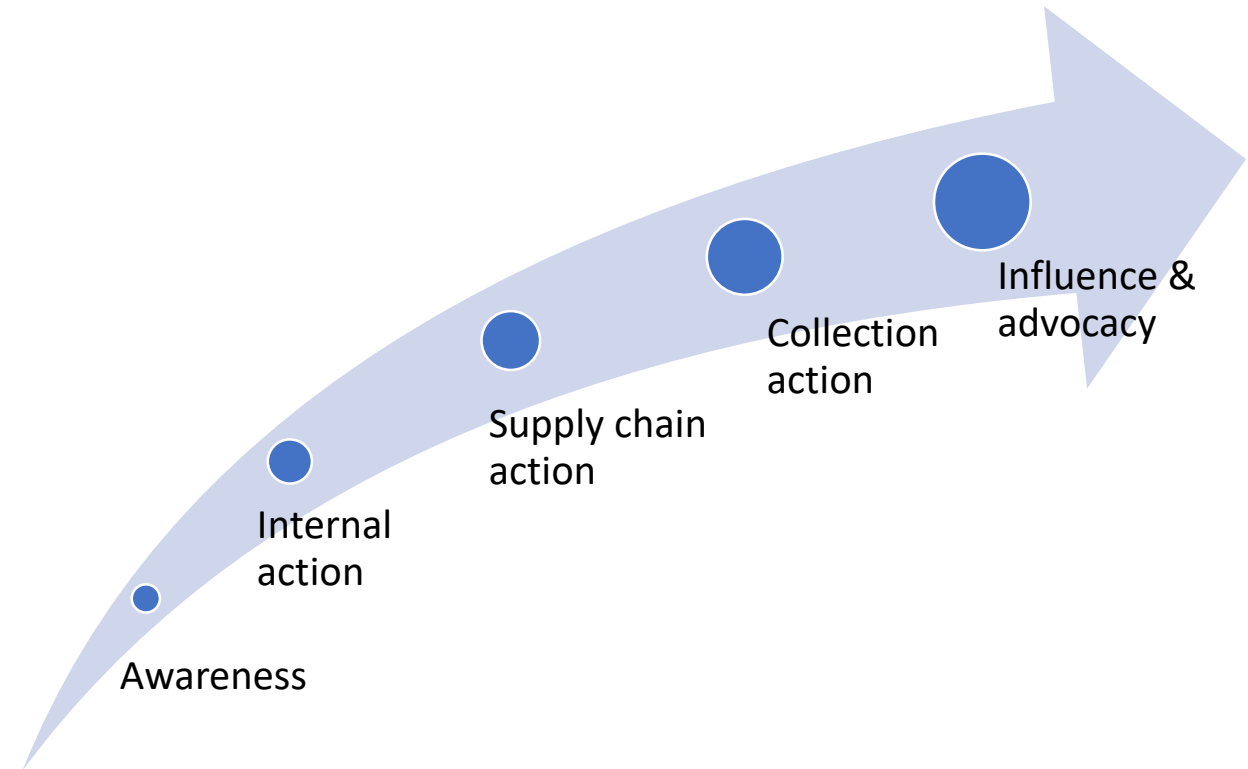 Awareness
Internal
action
Supply chain
action
Collection
action
Influence &
advocacy